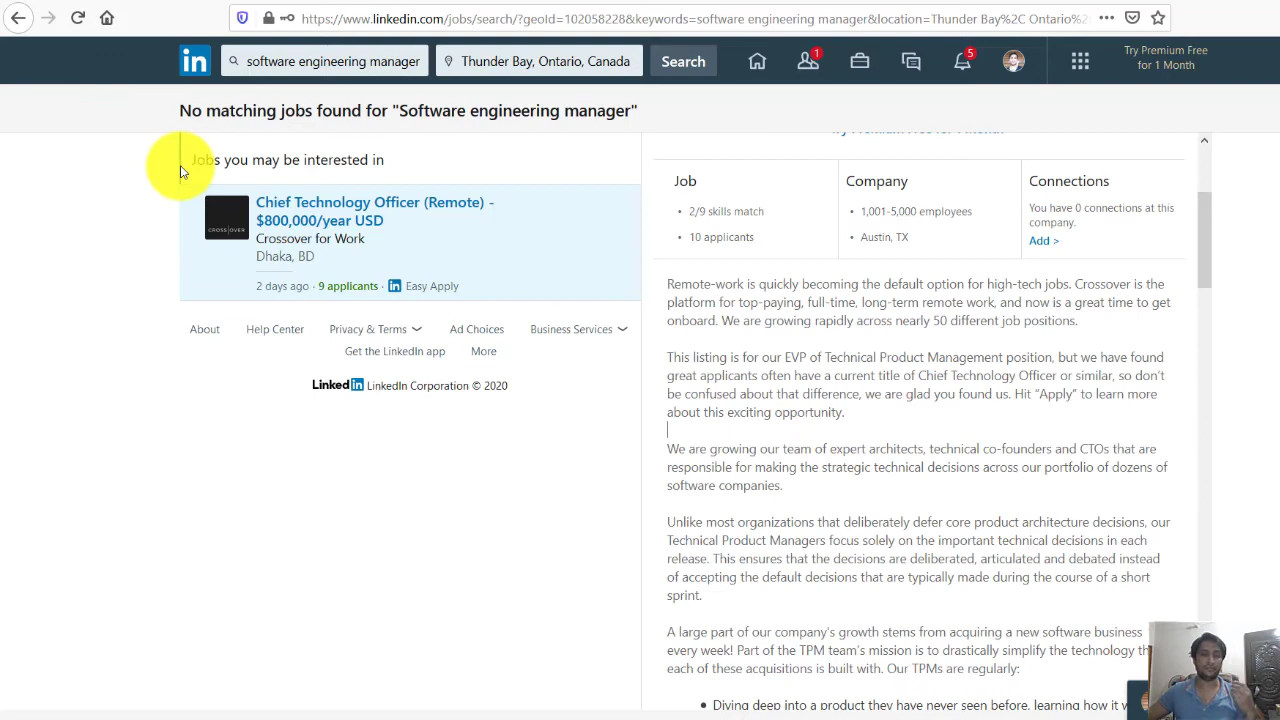 https://www.linkedin.com/jobs/search/?geoId=102058228&keywords=software engineering manager&location=Thunder Bay%2C Ontario%2
in
software engineering manager
Thunder Bay, Ontario, Canada
Search
1
5
Try Premium Free
for 1 Month
No matching jobs found for "Software engineering manager"
Jobs you may be interested in
CROSSOVER
Chief Technology Officer (Remote) -
$800,000/year USD
Crossover for Work
Dhaka, BD
2 days ago · 9 applicants · in Easy Apply
About
Help Center
Privacy & Terms
Ad Choices
Business Services
Get the LinkedIn app
More
Linked in LinkedIn Corporation © 2020
Try Premium Free for 1 Month
Job
• 2/9 skills match
• 10 applicants
Company
• 1,001-5,000 employees
• Austin, TX
Connections
You have 0 connections at this
company.
Add >
Remote-work is quickly becoming the default option for high-tech jobs. Crossover is the
platform for top-paying, full-time, long-term remote work, and now is a great time to get
onboard. We are growing rapidly across nearly 50 different job positions.
This listing is for our EVP of Technical Product Management position, but we have found
great applicants often have a current title of Chief Technology Officer or similar, so don't
be confused about that difference, we are glad you found us. Hit “Apply” to learn more
about this exciting opportunity.
We are growing our team of expert architects, technical co-founders and CTOs that are
responsible for making the strategic technical decisions across our portfolio of dozens of
software companies.
Unlike most organizations that deliberately defer core product architecture decisions, our
Technical Product Managers focus solely on the important technical decisions in each
release. This ensures that the decisions are deliberated, articulated and debated instead
of accepting the default decisions that are typically made during the course of a short
sprint.
A large part of our company's growth stems from acquiring a new software business
every week! Part of the TPM team's mission is to drastically simplify the technology th
each of these acquisitions is built with. Our TPMs are regularly:
• Diving deep into a product they have never seen before, learning how it